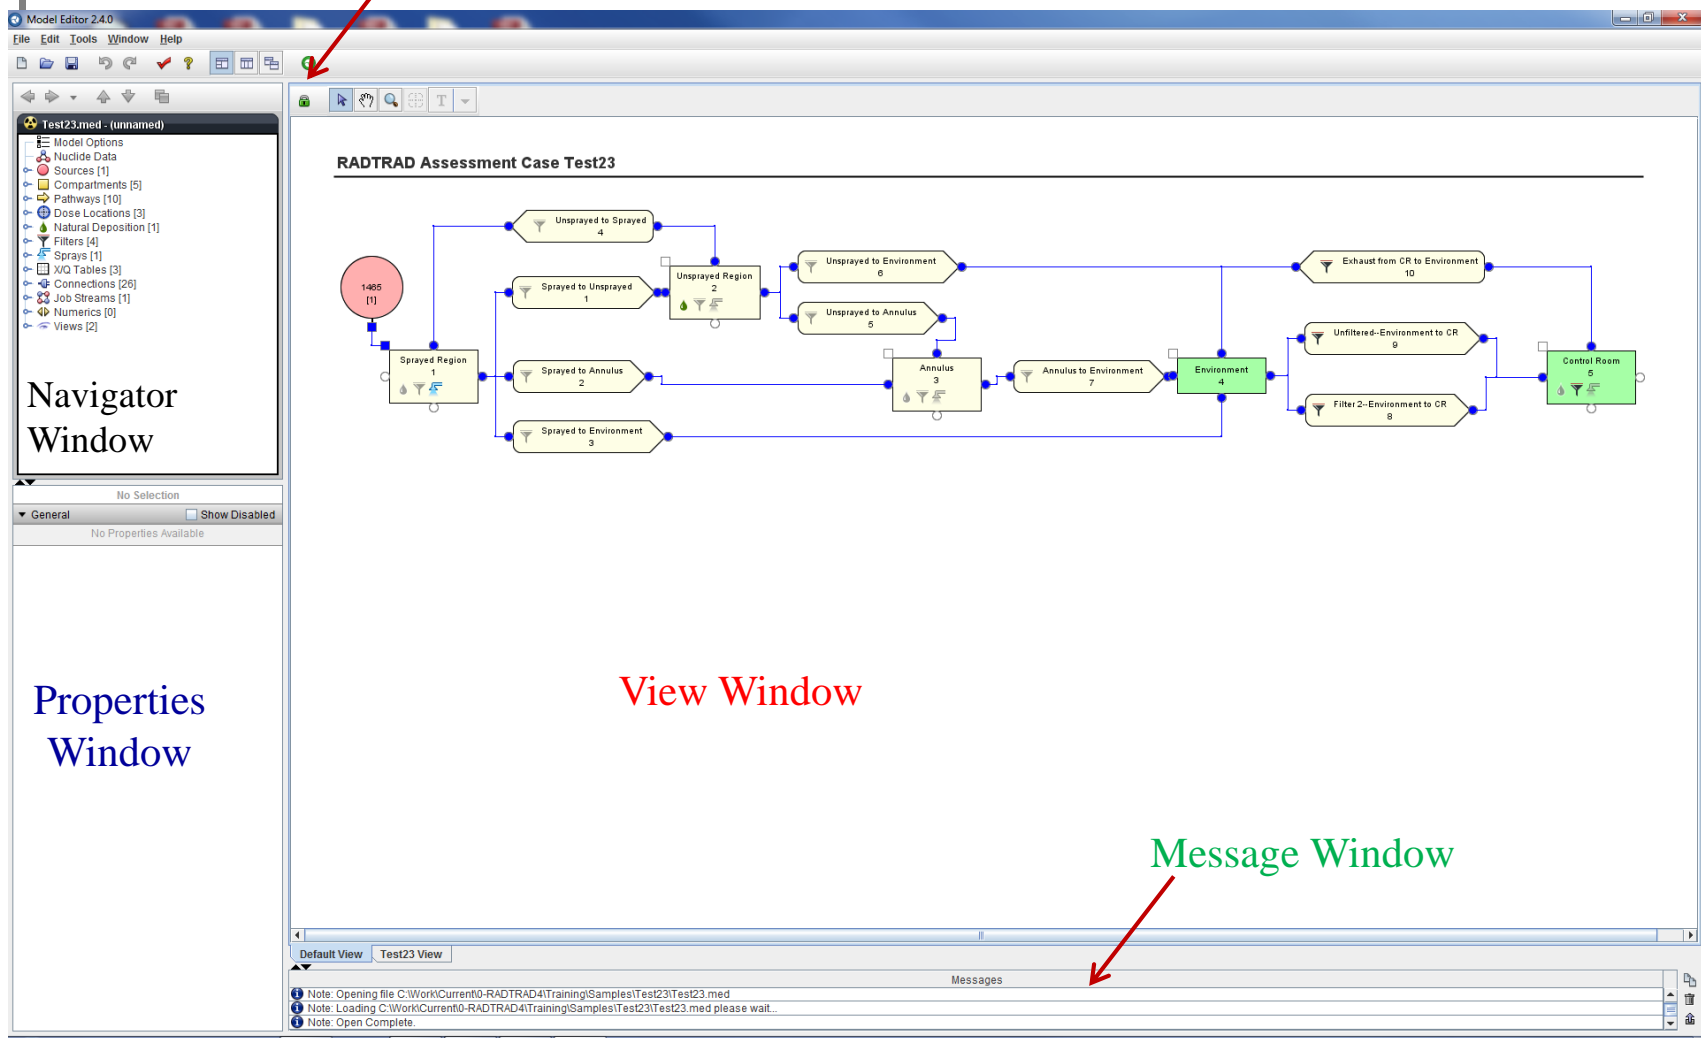 Model Editor 2.4.0
File Edit Tools Window Help
Test23.med - (unnamed)
Model Options
Nuclide Data
Sources [1]
Compartments [5]
Pathways [10]
Dose Locations [3]
Natural Deposition [1]
Filters [4]
Sprays [1]
X/Q Tables [3]
Connections [26]
Job Streams [1]
Numerics [0]
Views [2]
Navigator
Window
No Selection
General Show Disabled
No Properties Available
Properties
Window
T
RADTRAD Assessment Case Test23
Unsprayed to Sprayed
4
1465
[1]
Sprayed to Unsprayed
1
Unsprayed Region
2
Unsprayed to Environment
6
Exhaust from CR to Environment
10
Unsprayed to Annulus
5
Unfiltered--Environment to CR
9
Sprayed Region
1
Sprayed to Annulus
2
Annulus
3
Annulus to Environment
7
Environment
4
Control Room
5
Filter 2--Environment to CR
8
Sprayed to Environment
3
View Window
Message Window
Default View Test23 View
Messages
Note: Opening file C:\Work\Current\0-RADTRAD4\Training\Samples\Test23\Test23.med
Note: Loading C:\Work\Current\0-RADTRAD4\Training\Samples\Test23\Test23.med please wait...
Note: Open Complete.